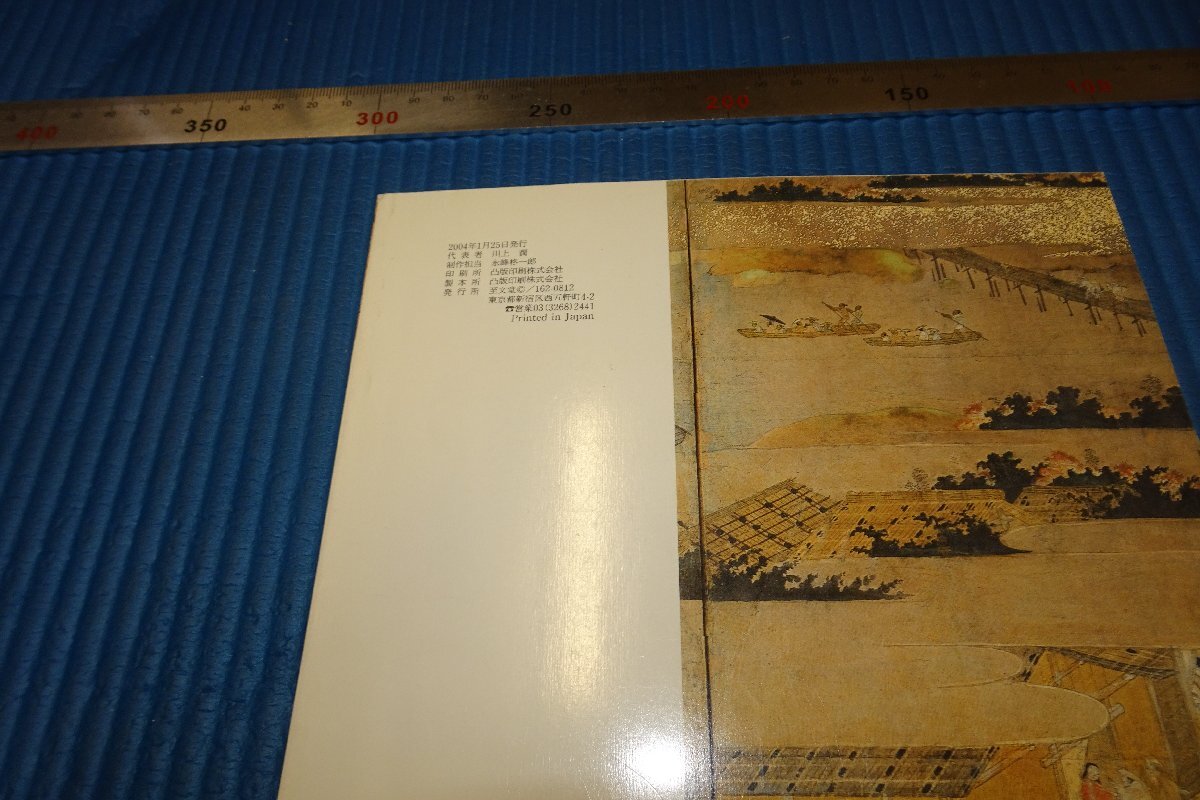 400 350 300 250 200 150 100
2004年1月25日発行
代表者 川上 潤
制作担当 永峰格一郎
印刷所 凸版印刷株式会社
製本所 凸版印刷株式会社
発行所 至文堂©/162-0812
東京都新宿区西五軒町4-2
☎営業03(3268)2441
Printed in Japan